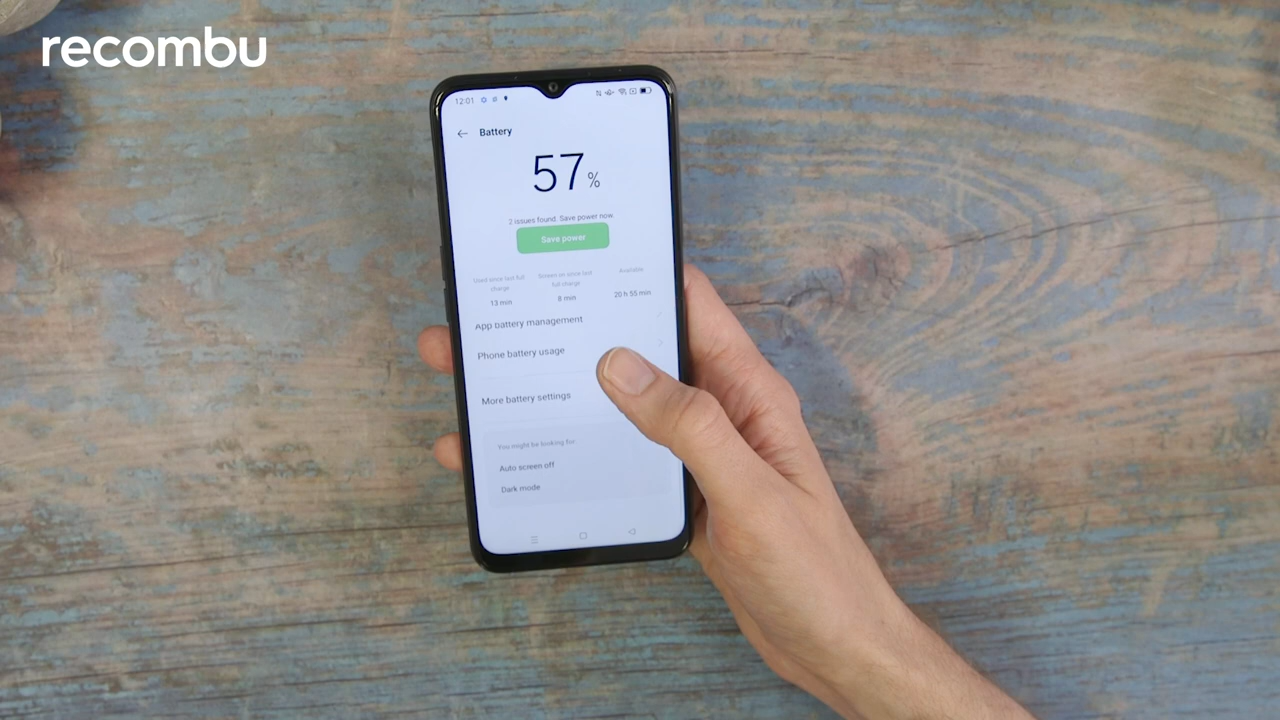 recombu
12:01
Battery
57%
2 issues found. Save power now.
Save power
Used since last full
charge
13 min
Screen on since last
full charge
8 min
Available
20 h 55 min
App battery management
Phone battery usage
More battery settings
You might be looking for
Auto screen off
Dark mode